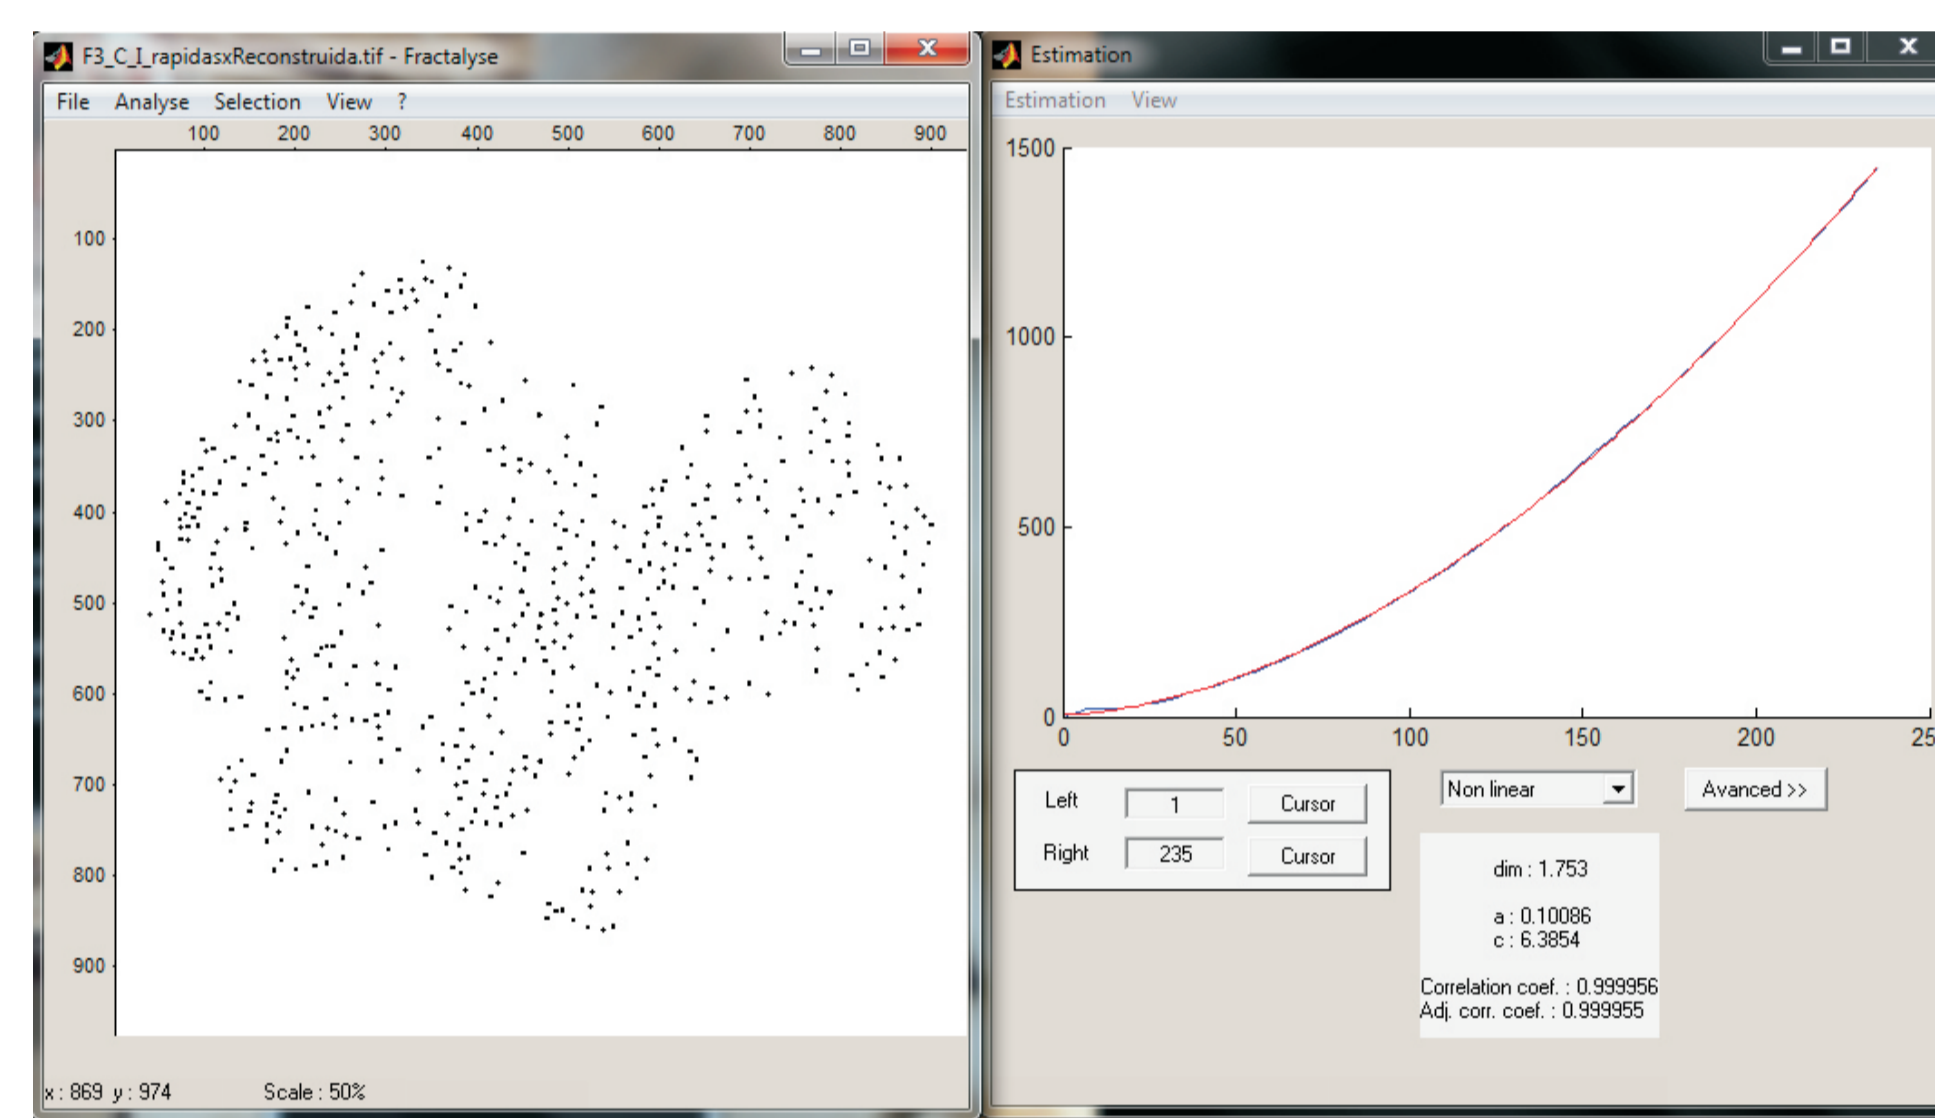 F3_C_I_rapidasxReconstruida.tif - Fractalyse
File Analyse Selection View ?
100 200 300 400 500 600 700 800 900
100
200
300
400
500
600
700
800
900
x : 869 y : 974 Scale : 50%
Estimation
Estimation View
1500
1000
500
0
0 50 100 150 200 25
Left 1 Cursor
Right 235 Cursor
Non linear
Avanced >>
dim : 1.753
a : 0.10086
c : 6.3854
Correlation coef. : 0.999956
Adj. corr. coef. : 0.999955